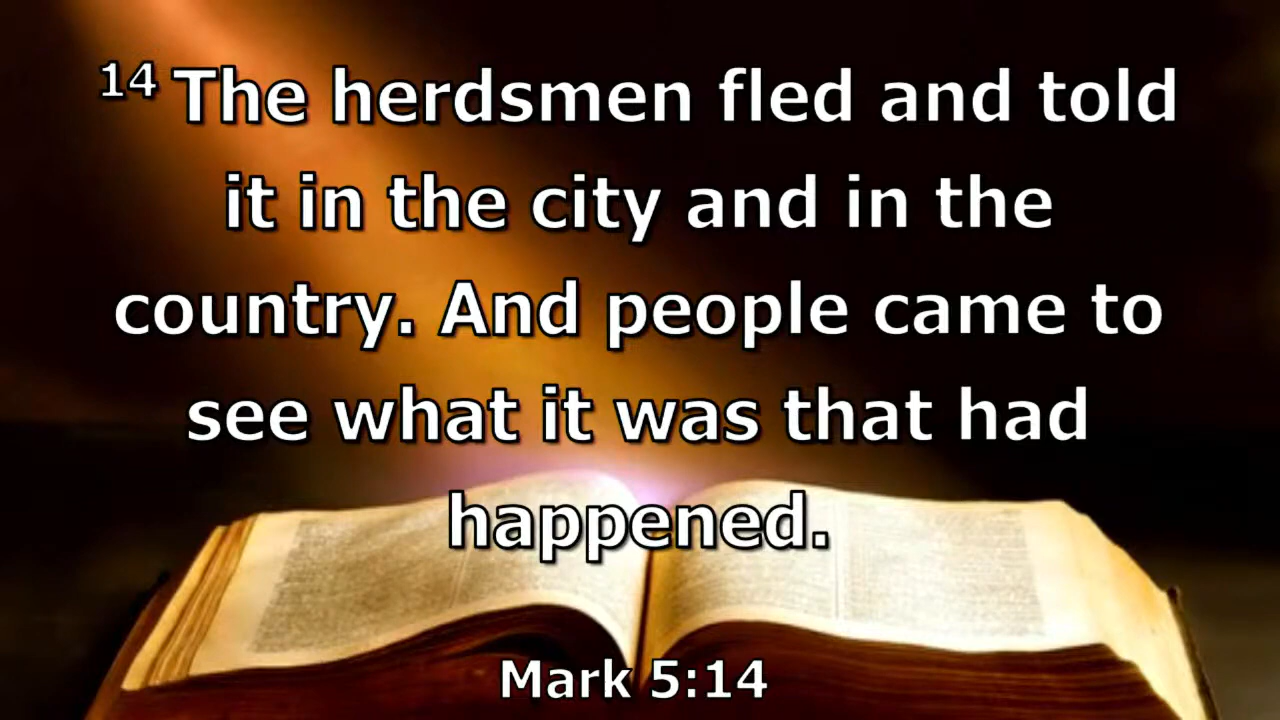 14 The herdsmen fled and told
it in the city and in the
country. And people came to
see what it was that had
happened.
Mark 5:14